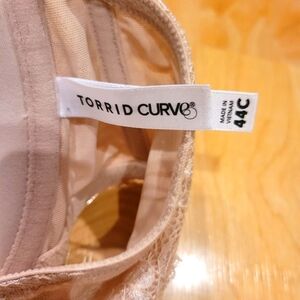 TORRID CURVE®
MADE IN
VIETNAM
44C